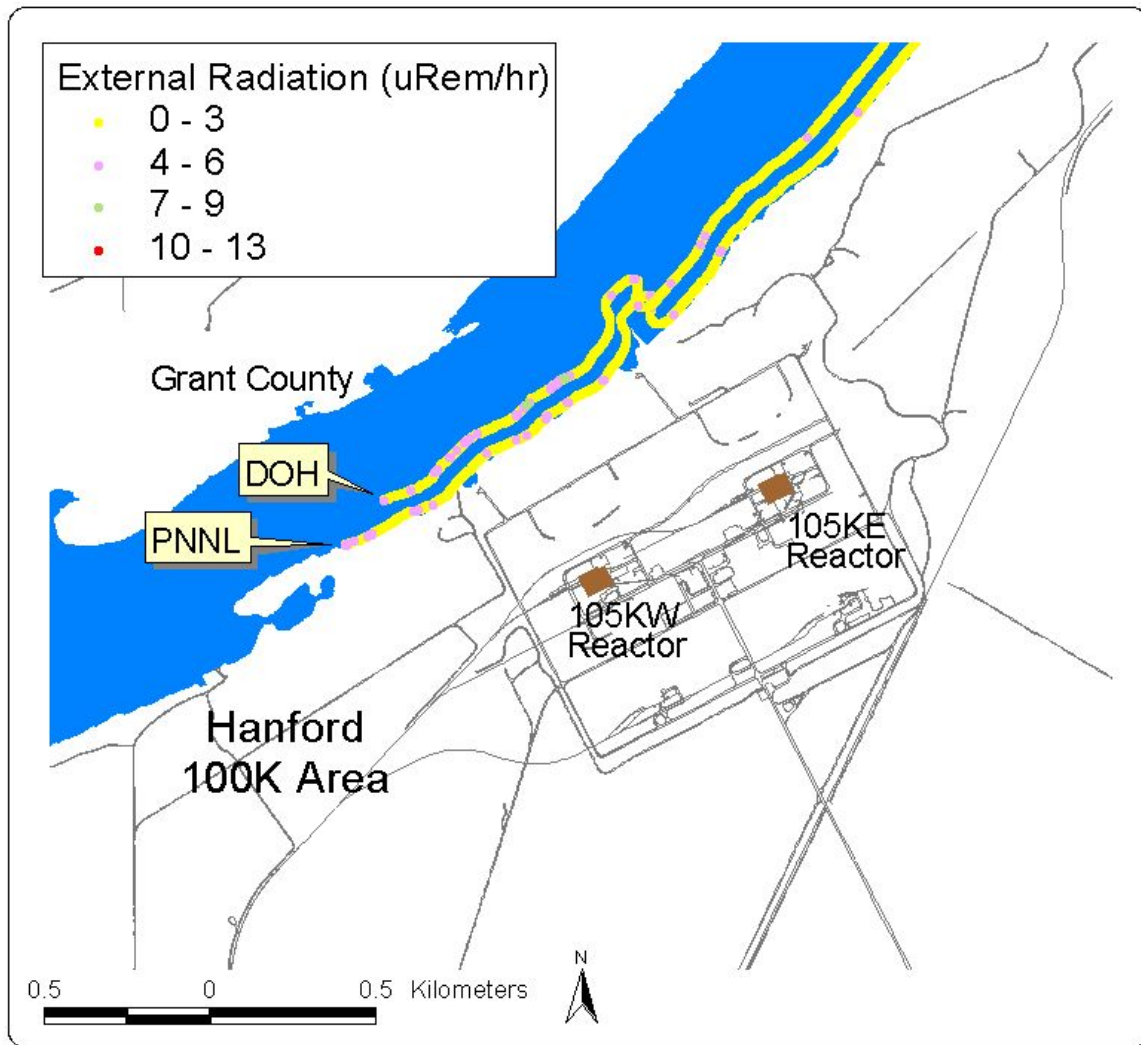 External Radiation (uRem/hr)
0 - 3
4 - 6
7 - 9
10 - 13
Grant County
DOH
PNNL
105KE
Reactor
105KW
Reactor
Hanford
100K Area
N
0.5 0 0.5 Kilometers